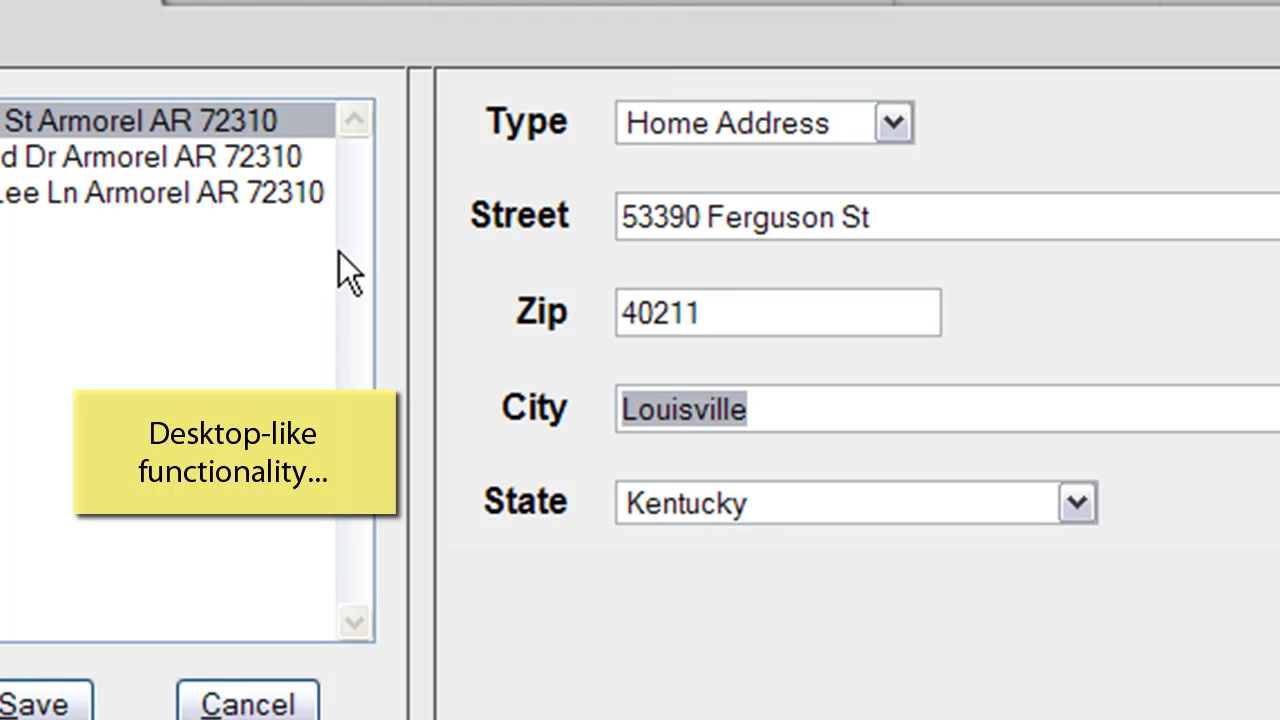 St Armorel AR 72310
d Dr Armorel AR 72310
Lee Ln Armorel AR 72310
Desktop-like
functionality...
Save
Cancel
Type Home Address
Street 53390 Ferguson St
Zip 40211
City Louisville
State Kentucky